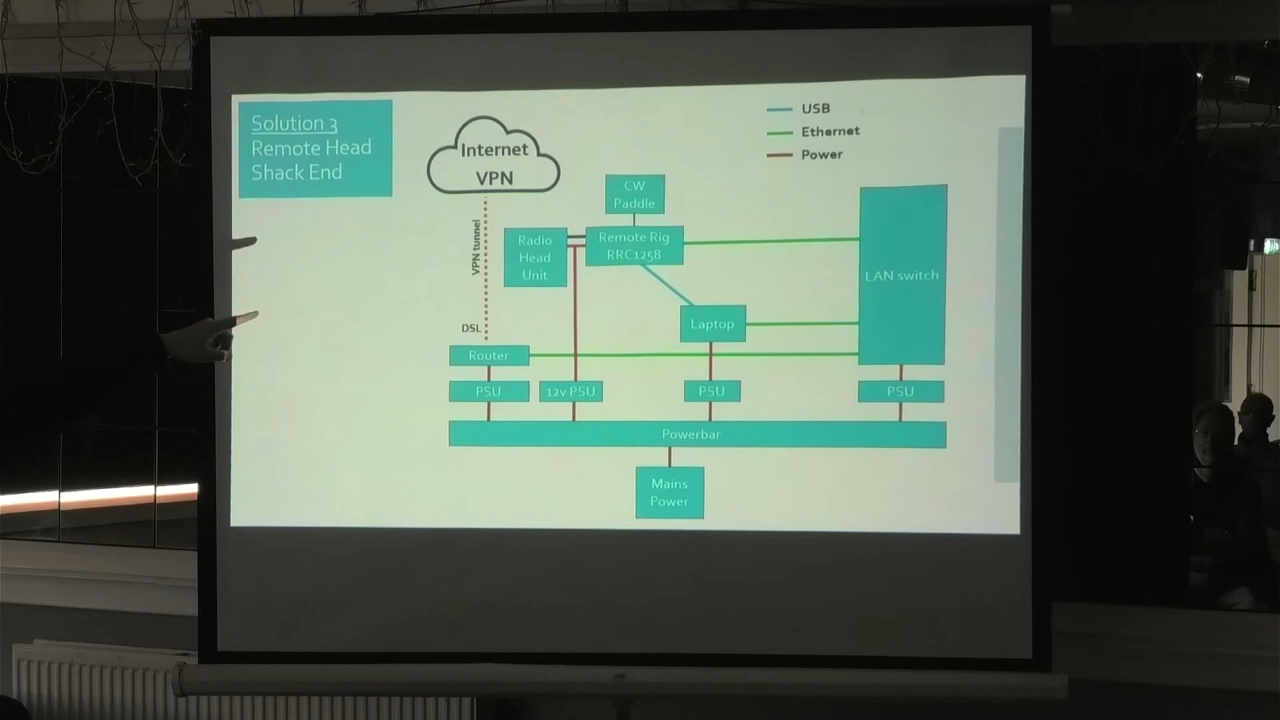 Solution 3
Remote Head
Shack End
Internet
VPN
USB
Ethernet
Power
CW
Paddle
VPN tunnel
Radio
Head
Unit
Remote Rig
RRC1258
LAN switch
Laptop
DSL
Router
PSU
12v PSU
PSU
PSU
Powerbar
Mains
Power